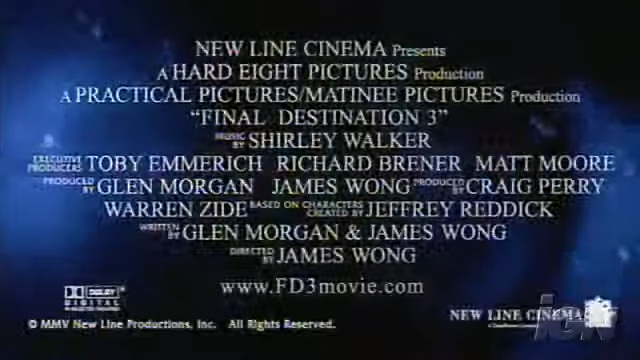 NEW LINE CINEMA Presents
A HARD EIGHT PICTURES Production
A PRACTICAL PICTURES/MATINEE PICTURES Production
"FINAL DESTINATION 3"
MUSIC BY SHIRLEY WALKER
EXECUTIVE PRODUCERS TOBY EMMERICH RICHARD BRENER MATT MOORE
PRODUCED BY GLEN MORGAN JAMES WONG PRODUCED BY CRAIG PERRY
WARREN ZIDE BASED ON CHARACTERS CREATED BY JEFFREY REDDICK
WRITTEN BY GLEN MORGAN & JAMES WONG
DIRECTED BY JAMES WONG
www.FD3movie.com
DOLBY
DIGITAL
NEW LINE CINEMA
IGN
© MMV New Line Productions, Inc. All Rights Reserved.